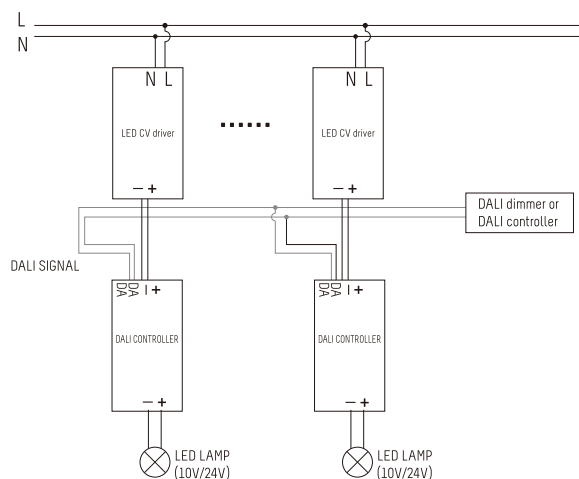 L
N
N L
N L
LED CV driver
LED CV driver
− +
− +
DALI dimmer or
DALI controller
DALI SIGNAL
DA DA − +
DA DA − +
DALI CONTROLLER
DALI CONTROLLER
− +
− +
LED LAMP
(10V/24V)
LED LAMP
(10V/24V)